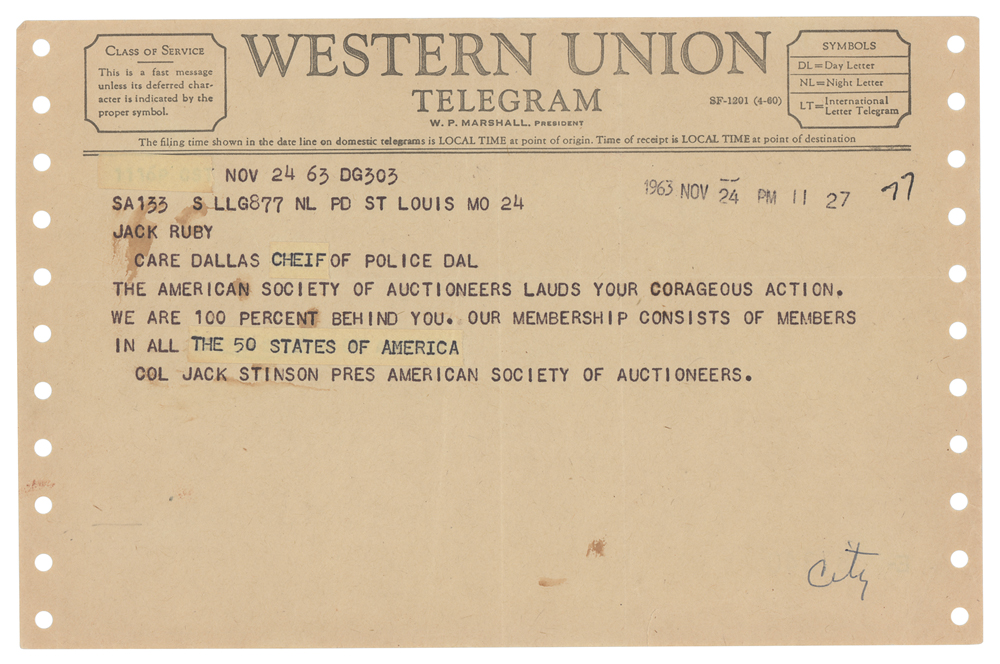 CLASS OF SERVICE
This is a fast message
unless its deferred char-
acter is indicated by the
proper symbol.
WESTERN UNION
TELEGRAM
W. P. MARSHALL, PRESIDENT
SF-1201 (4-60)
SYMBOLS
DL=Day Letter
NL=Night Letter
LT=International Letter Telegram
The filing time shown in the date line on domestic telegrams is LOCAL TIME at point of origin. Time of receipt is LOCAL TIME at point of destination
NOV 24 63 DG303
1963 NOV 24 PM 11 27
SA133 S LLG877 NL PD ST LOUIS MO 24
JACK RUBY
CARE DALLAS CHEIF OF POLICE DAL
THE AMERICAN SOCIETY OF AUCTIONEERS LAUDS YOUR CORAGEOUS ACTION.
WE ARE 100 PERCENT BEHIND YOU. OUR MEMBERSHIP CONSISTS OF MEMBERS
IN ALL THE 50 STATES OF AMERICA
COL JACK STINSON PRES AMERICAN SOCIETY OF AUCTIONEERS.
City